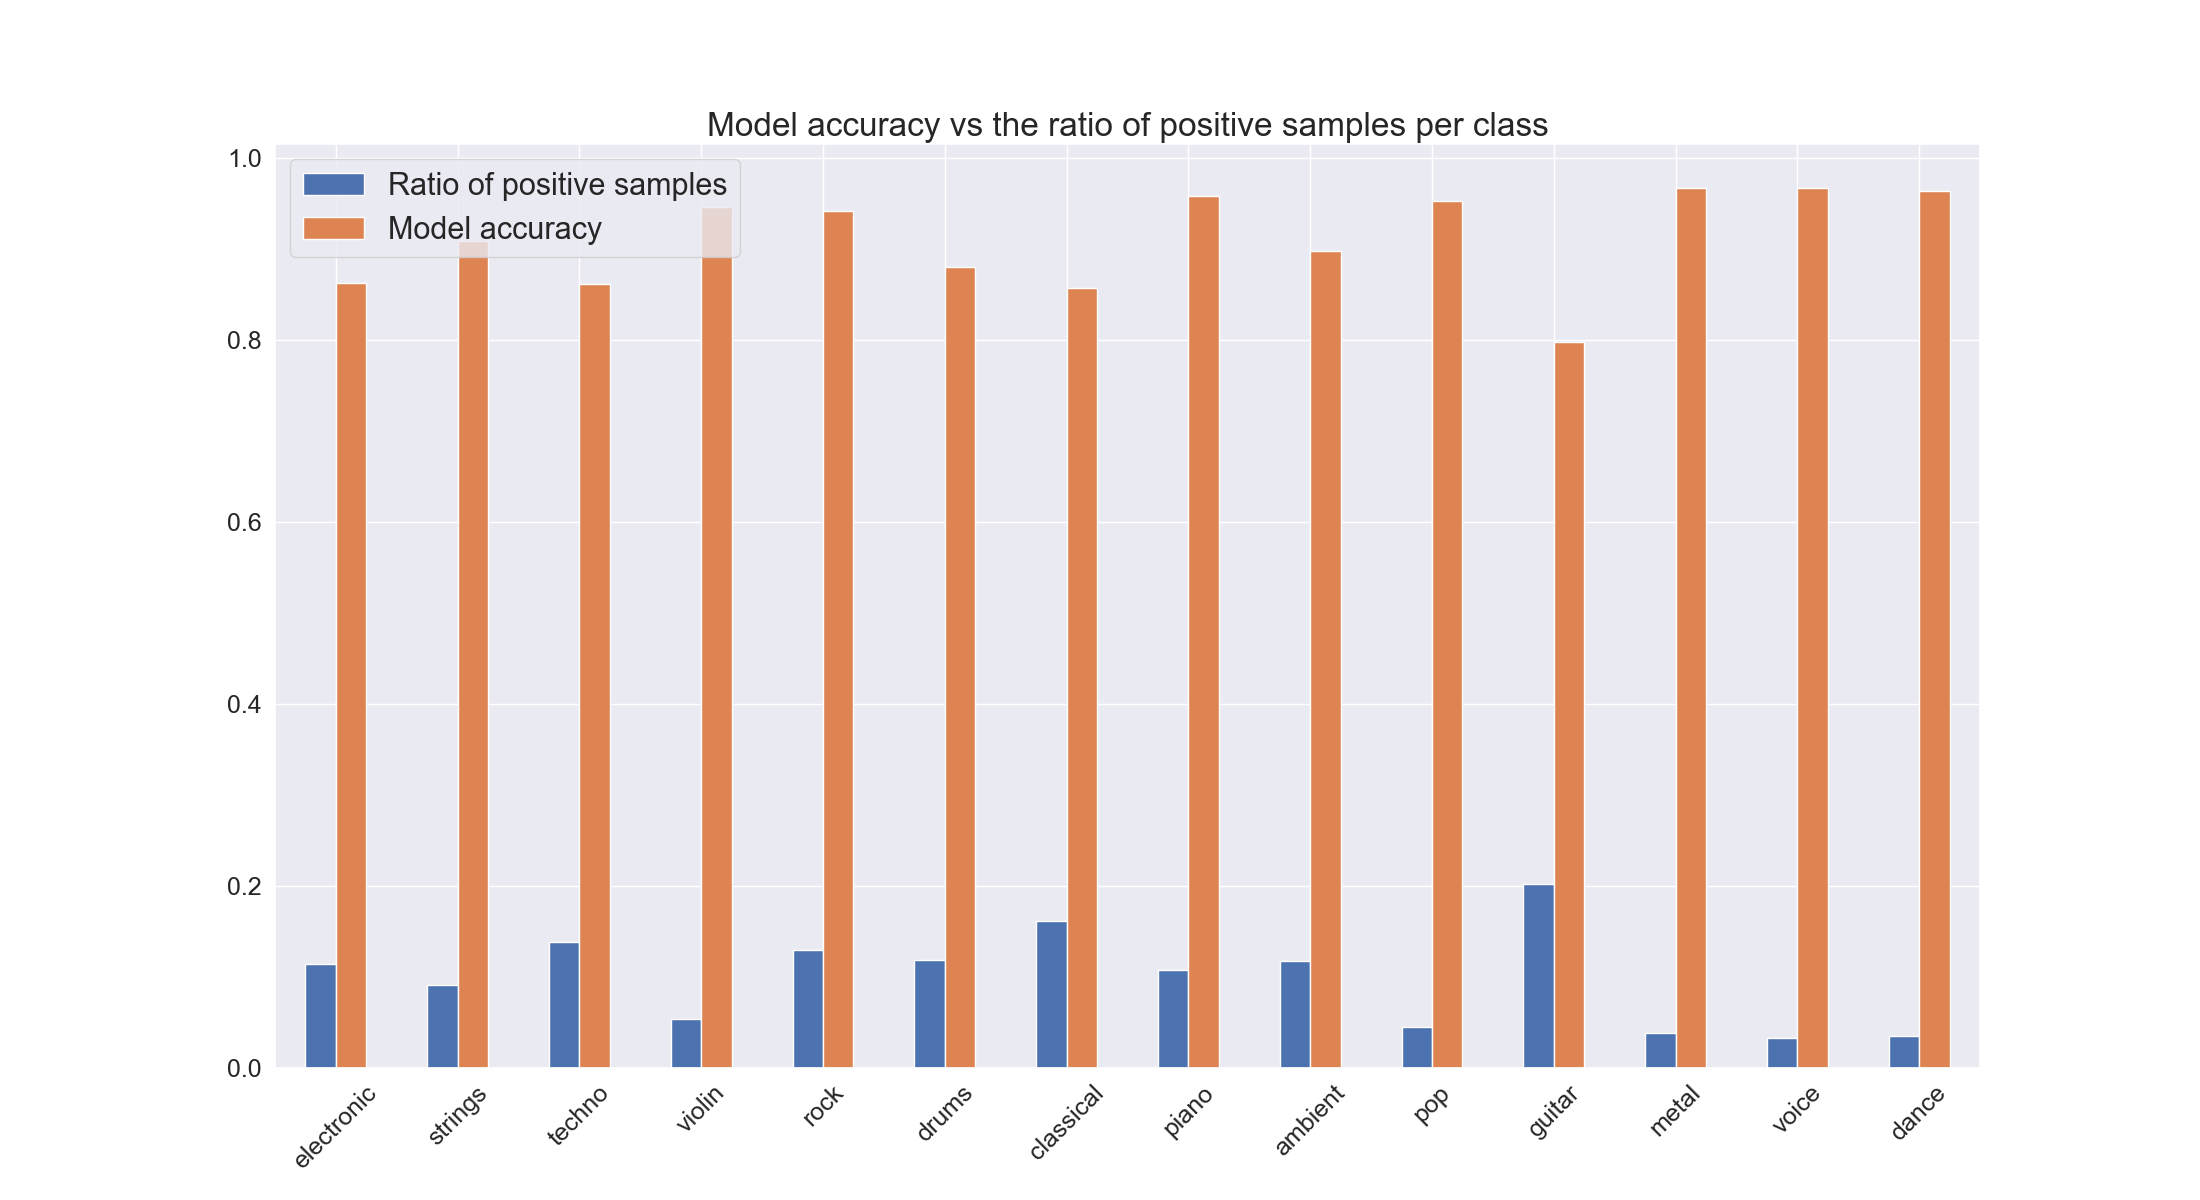 Model accuracy vs the ratio of positive samples per class
Ratio of positive samples
Model accuracy
1.0
0.8
0.6
0.4
0.2
0.0
electronic
strings
techno
violin
rock
drums
classical
piano
ambient
pop
guitar
metal
voice
dance